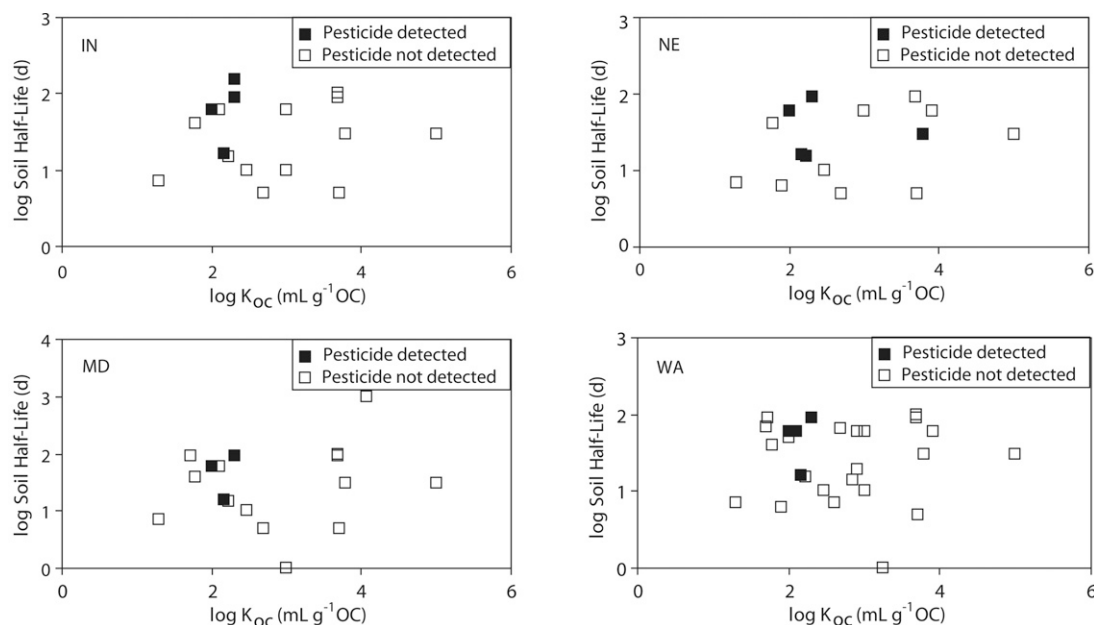 3
2
1
0
log Soil Half-Life (d)
IN
Pesticide detected
Pesticide not detected
0
2
4
6
log K_OC (mL g⁻¹OC)
3
2
1
0
log Soil Half-Life (d)
NE
Pesticide detected
Pesticide not detected
0
2
4
6
log K_OC (mL g⁻¹OC)
4
3
2
1
0
log Soil Half-Life (d)
MD
Pesticide detected
Pesticide not detected
0
2
4
6
log K_OC (mL g⁻¹OC)
3
2
1
0
log Soil Half-Life (d)
WA
Pesticide detected
Pesticide not detected
0
2
4
6
log K_OC (mL g⁻¹OC)